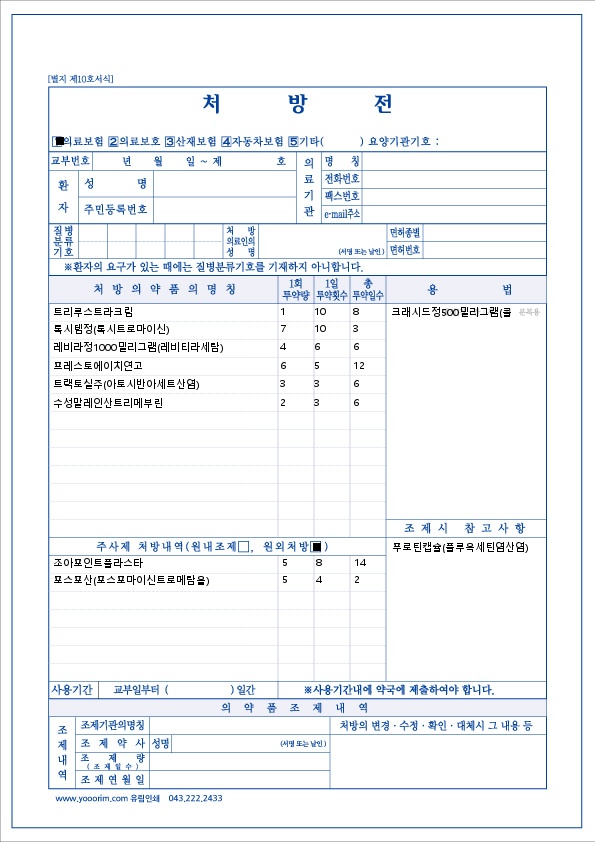 [별지 제10호서식]
처 방 전
■의료보험 2의료보호 3산재보험 4자동차보험 5기타( ) 요양기관기호 :
교부번호 년 월 일 ~ 제 호
환자
성 명
주민등록번호
의료기관
명 칭
전화번호
팩스번호
e-mail주소
질병분류기호
처 방 의료인의 성 명
(서명 또는 날인)
면허종별
면허번호
※환자의 요구가 있는 때에는 질병분류기호를 기재하지 아니합니다.
처 방 의 약 품 의 명 칭 1회 투약량 1일 투약횟수 총 투약일수 용 법
트리루스트라크림 1 10 8 크래시드정500밀리그램(콜 분복용
록시템정(록시트로마이신) 7 10 3
레비라정1000밀리그램(레비티라세탐) 4 6 6
프레스토에이치연고 6 5 12
트랙토실주(아토시반아세트산염) 3 3 6
수성말레인산트리메부틴 2 3 6
조 제 시 참 고 사 항
주사제 처방내역(원내조제□, 원외처방■)
푸로틴캡슐(플루옥세틴염산염)
조아포인트플라스타 5 8 14
포스포산(포스포마이신트로메탐올) 5 4 2
사용기간 교부일부터 ( ) 일간 ※사용기간내에 약국에 제출하여야 합니다.
의 약 품 조 제 내 역
조제내역
조제기관의명칭
처방의 변경 · 수정 · 확인 · 대체시 그 내용 등
조 제 약 사 성명 (서명 또는 날인)
조 제 량
(조 제 일 수)
조 제 연 월 일
www.yooorim.com 유림인쇄 043.222.2433